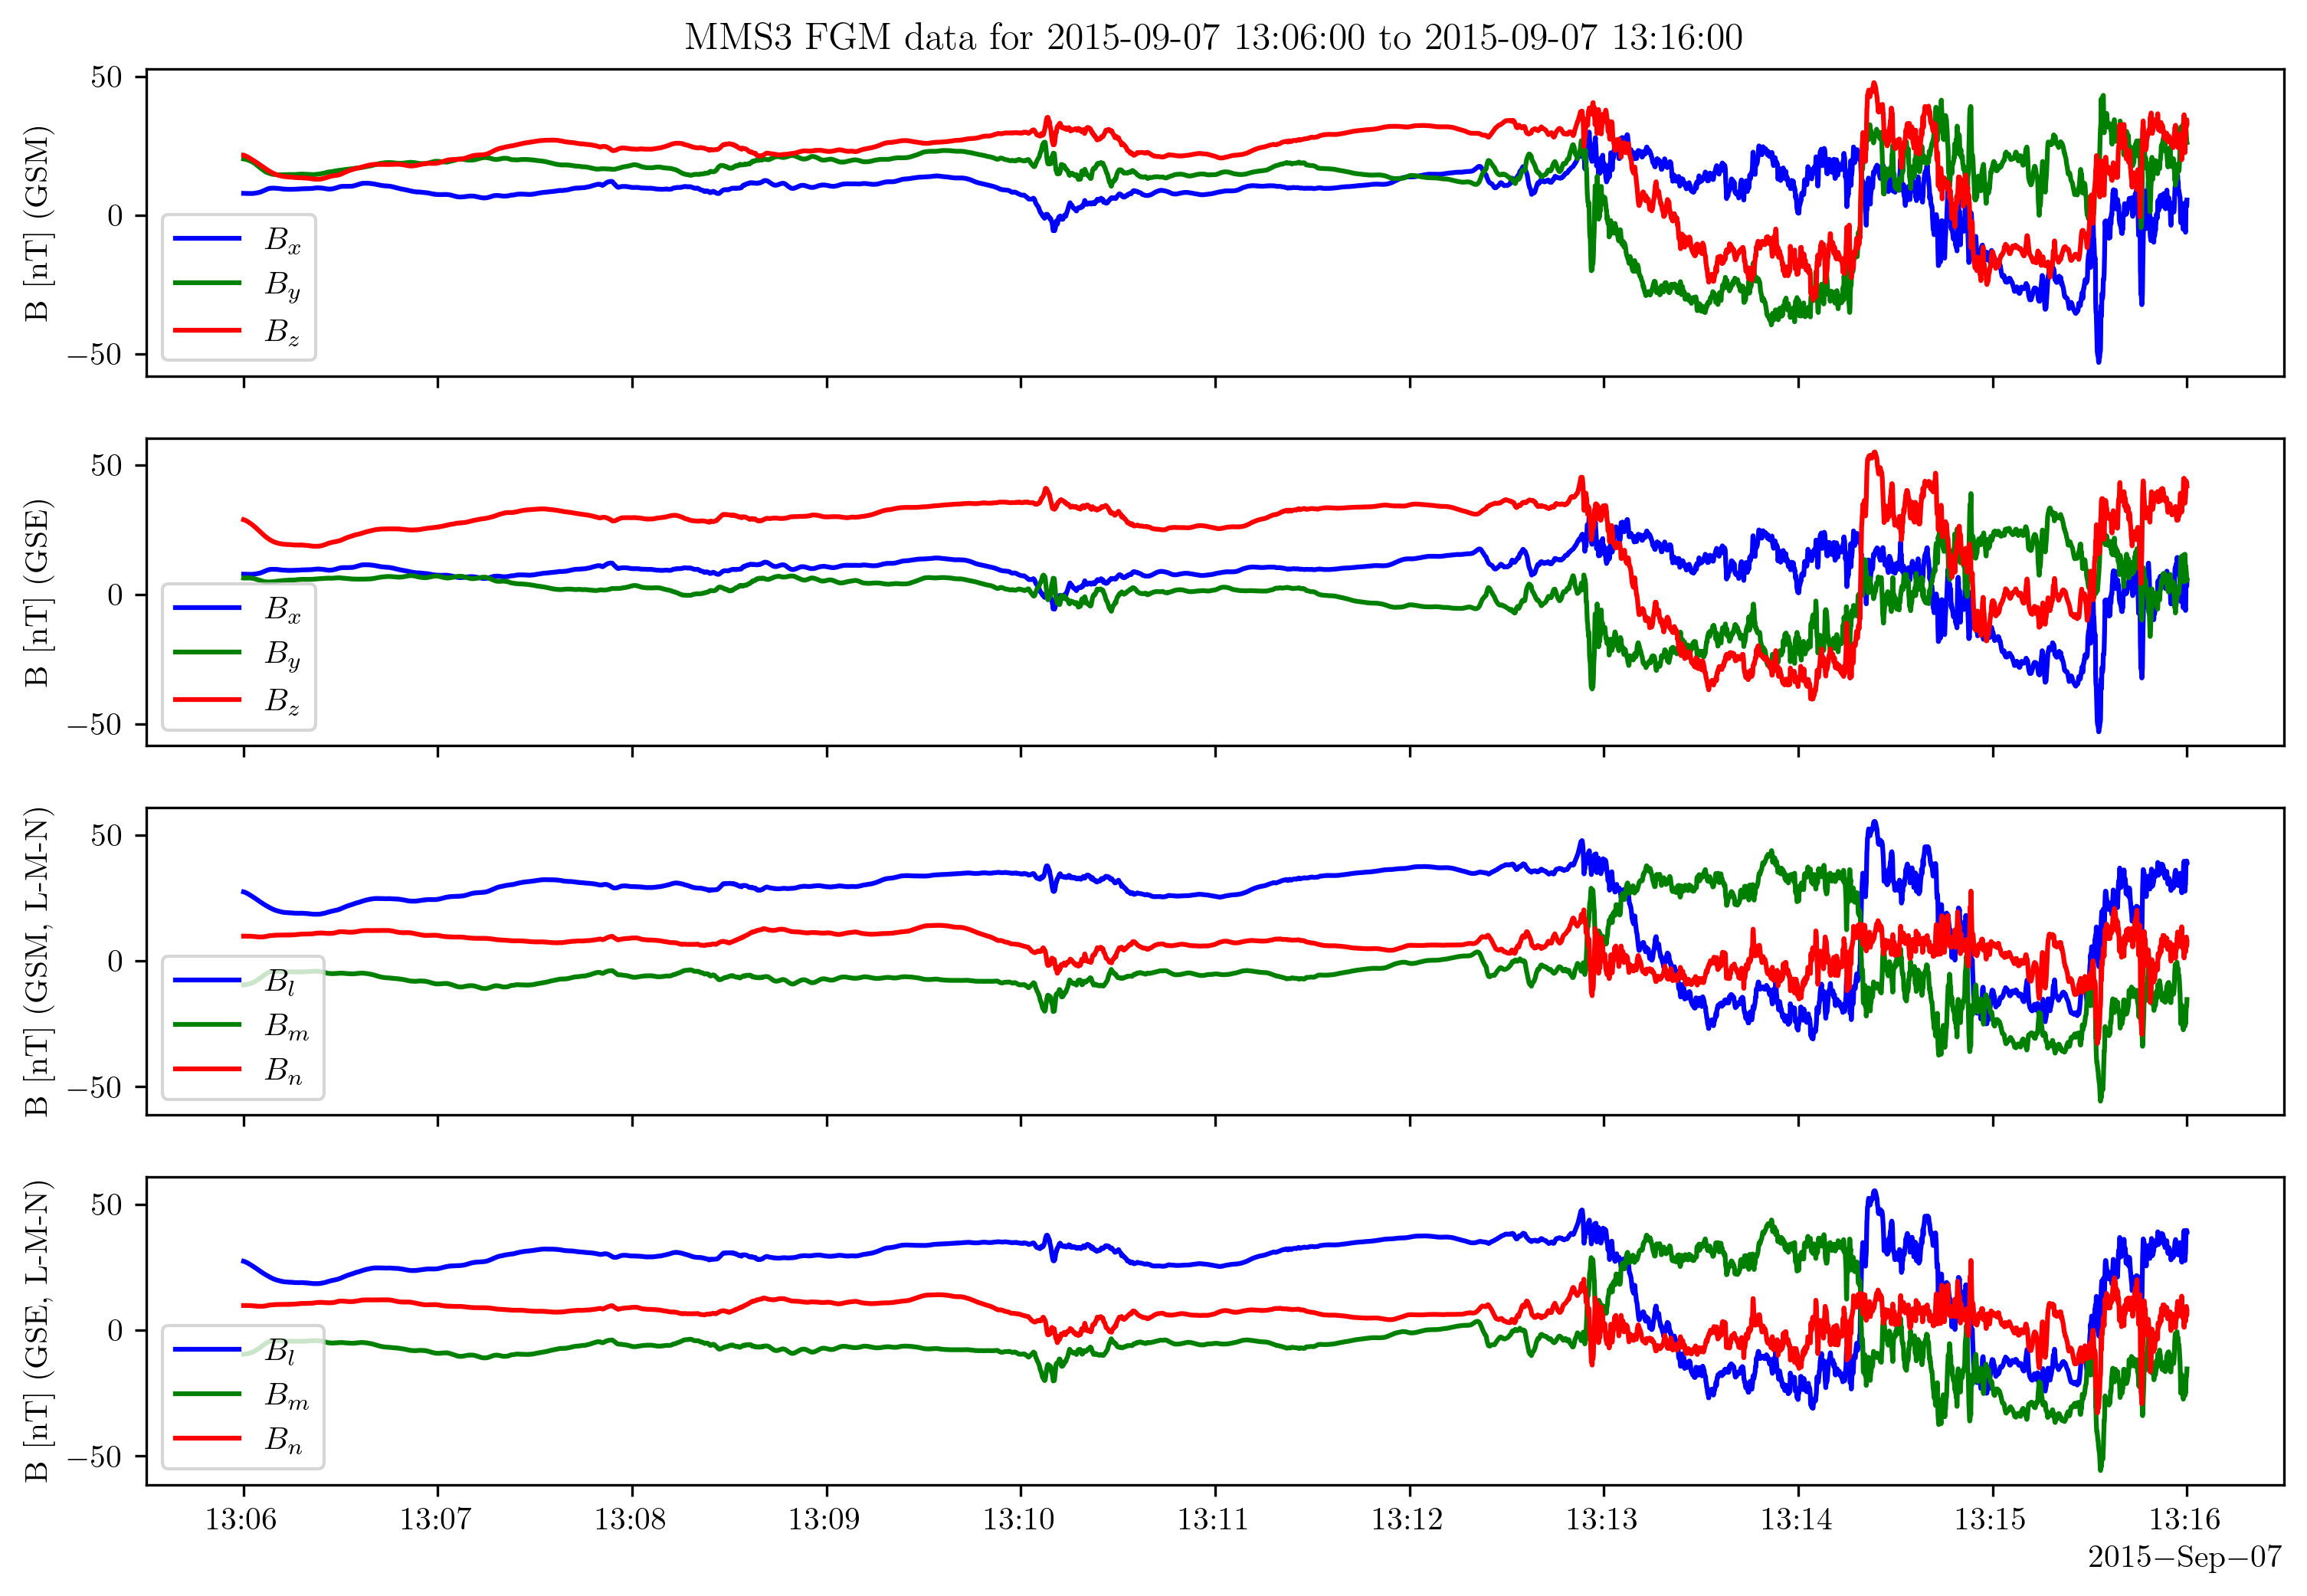 MMS3 FGM data for 2015-09-07 13:06:00 to 2015-09-07 13:16:00
B [nT] (GSM)
50
0
−50
B_x
B_y
B_z
B [nT] (GSE)
50
0
−50
B_x
B_y
B_z
B [nT] (GSM, L-M-N)
50
0
−50
B_l
B_m
B_n
B [nT] (GSE, L-M-N)
50
0
−50
B_l
B_m
B_n
13:06 13:07 13:08 13:09 13:10 13:11 13:12 13:13 13:14 13:15 13:16
2015−Sep−07